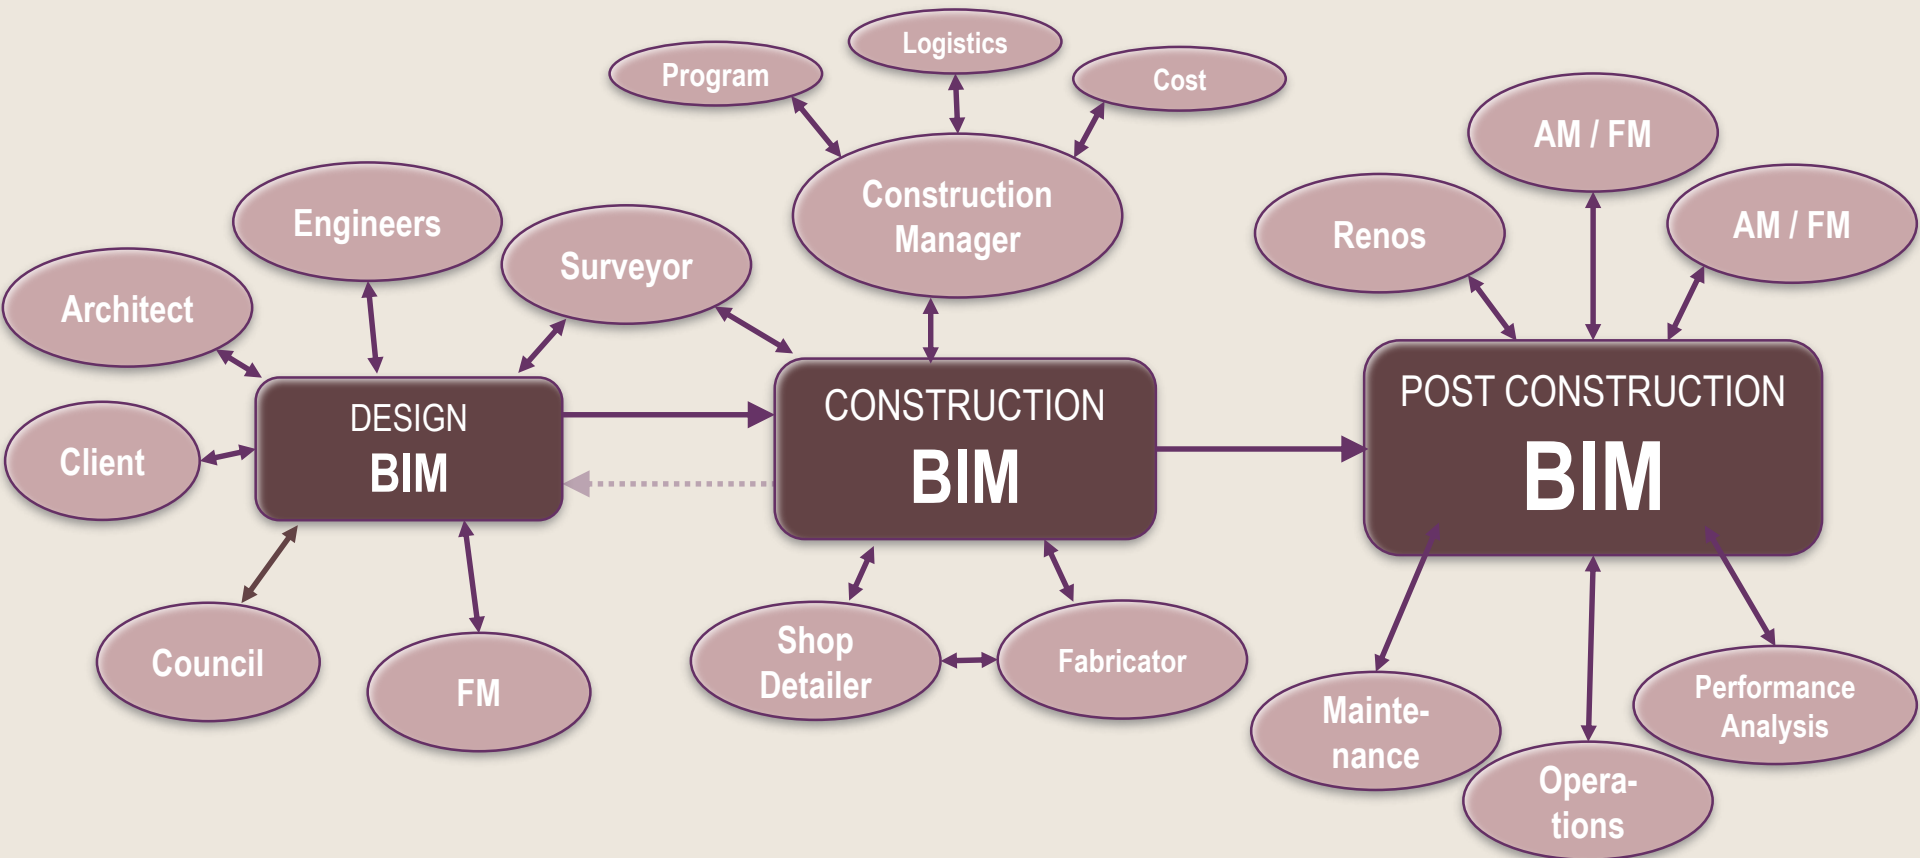 Logistics
Program
Cost
AM / FM
Construction
Manager
Engineers
Surveyor
Renos
AM / FM
Architect
Client
DESIGN
BIM
CONSTRUCTION
BIM
POST CONSTRUCTION
BIM
Council
FM
Shop
Detailer
Fabricator
Mainte-
nance
Opera-
tions
Performance
Analysis